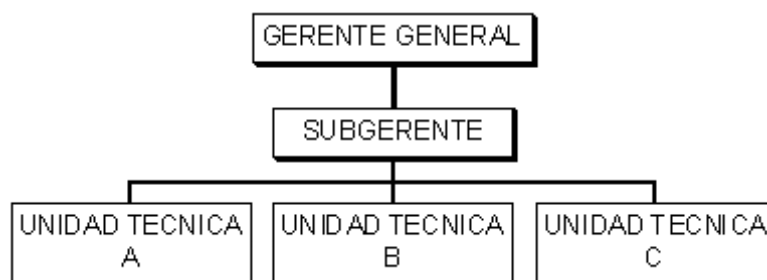 GERENTE GENERAL
SUBGERENTE
UNIDAD TECNICA
A
UNIDAD TECNICA
B
UNIDAD TECNICA
C